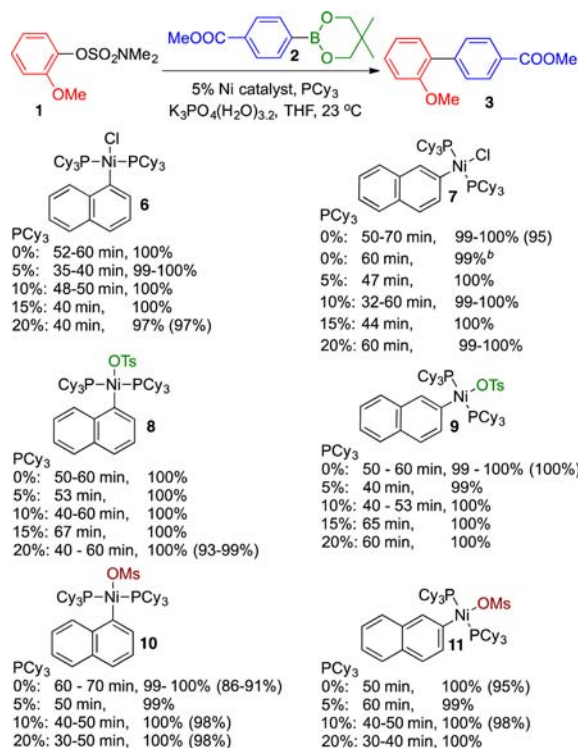 MeOOC
B
O
O
2
OSO2NMe2
OMe
1
5% Ni catalyst, PCy3
K3PO4(H2O)3.2, THF, 23 ºC
COOMe
OMe
3
Cl
Cy3P—Ni—PCy3
6
PCy3
0%: 52-60 min, 100%
5%: 35-40 min, 99-100%
10%: 48-50 min, 100%
15%: 40 min, 100%
20%: 40 min, 97% (97%)
Cy3P
Ni
Cl
PCy3
7
PCy3
0%: 50-70 min, 99-100% (95)
0%: 60 min, 99%b
5%: 47 min, 100%
10%: 32-60 min, 99-100%
15%: 44 min, 100%
20%: 60 min, 99-100%
OTs
Cy3P—Ni—PCy3
8
PCy3
0%: 50-60 min, 100%
5%: 53 min, 100%
10%: 40-60 min, 100%
15%: 67 min, 100%
20%: 40 - 60 min, 100% (93-99%)
Cy3P
Ni
OTs
PCy3
9
PCy3
0%: 50 - 60 min, 99 - 100% (100%)
5%: 40 min, 99%
10%: 40 - 53 min, 100%
15%: 65 min, 100%
20%: 60 min, 100%
OMs
Cy3P—Ni—PCy3
10
PCy3
0%: 60 - 70 min, 99- 100% (86-91%)
5%: 50 min, 99%
10%: 40-50 min, 100% (98%)
20%: 30-50 min, 100% (98%)
Cy3P
Ni
OMs
PCy3
11
PCy3
0%: 50 min, 100% (95%)
5%: 60 min, 99%
10%: 40-50 min, 100% (98%)
20%: 30-40 min, 100%